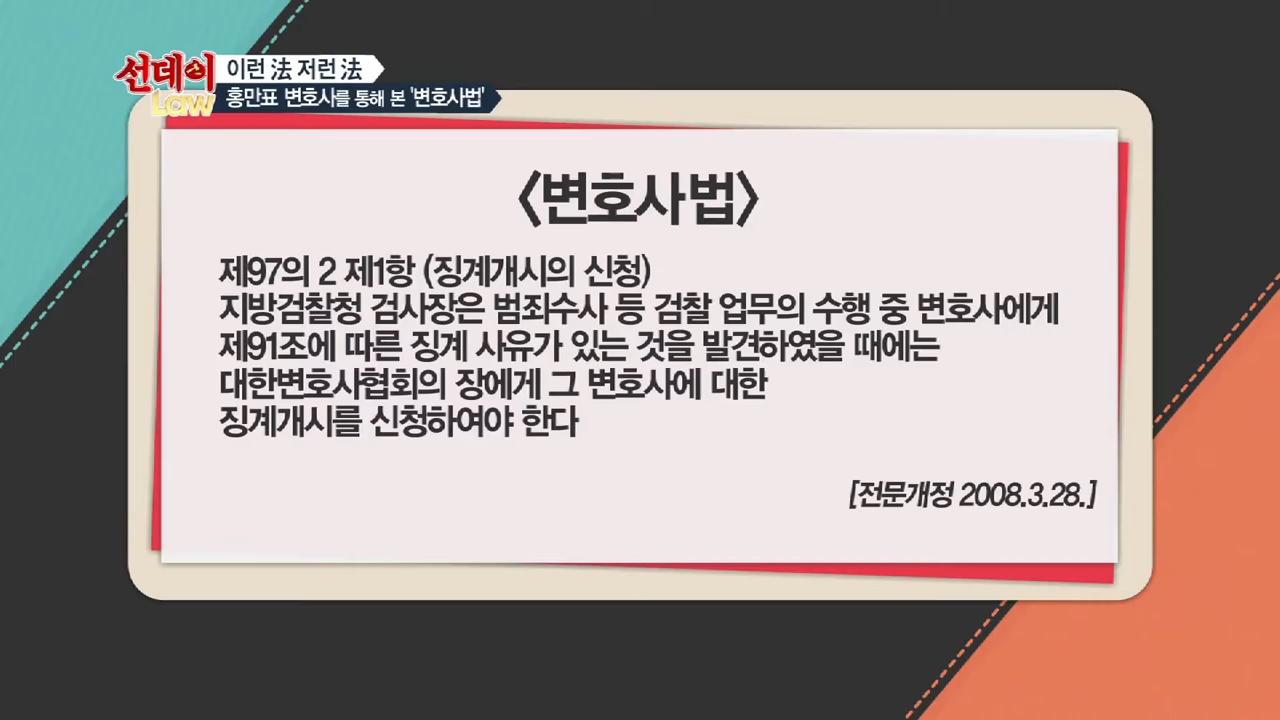 선데이
Law
이런 法 저런 法
홍만표 변호사를 통해 본 '변호사법'
<변호사법>
제97의 2 제1항 (징계개시의 신청)
지방검찰청 검사장은 범죄수사 등 검찰 업무의 수행 중 변호사에게
제91조에 따른 징계 사유가 있는 것을 발견하였을 때에는
대한변호사협회의 장에게 그 변호사에 대한
징계개시를 신청하여야 한다
[전문개정 2008.3.28.]